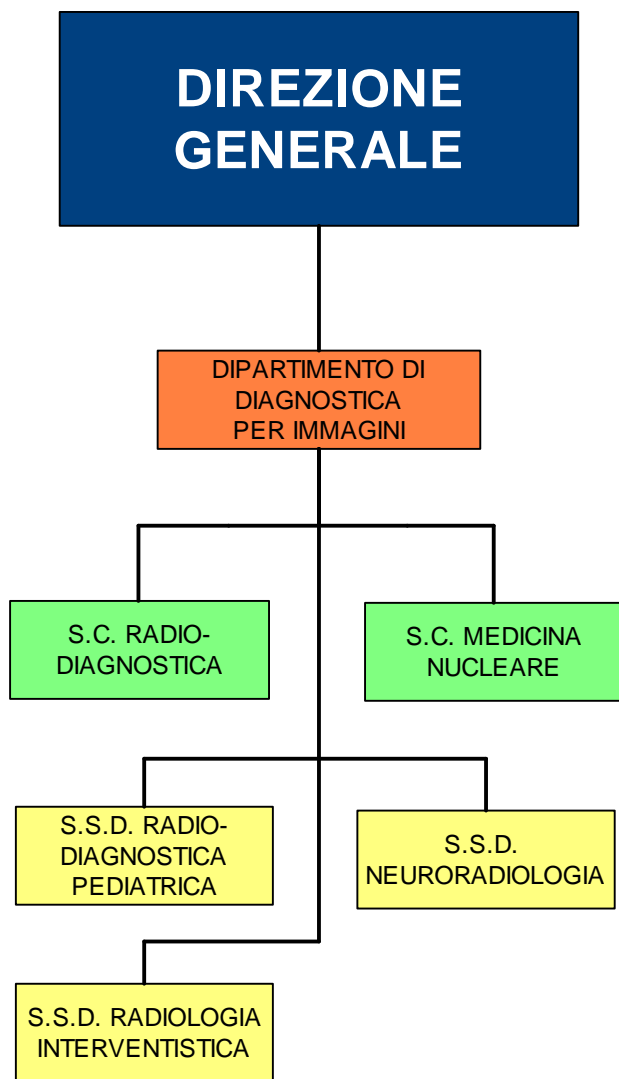 DIREZIONE
GENERALE
DIPARTIMENTO DI
DIAGNOSTICA
PER IMMAGINI
S.C. RADIO-
DIAGNOSTICA
S.C. MEDICINA
NUCLEARE
S.S.D. RADIO-
DIAGNOSTICA
PEDIATRICA
S.S.D.
NEURORADIOLOGIA
S.S.D. RADIOLOGIA
INTERVENTISTICA